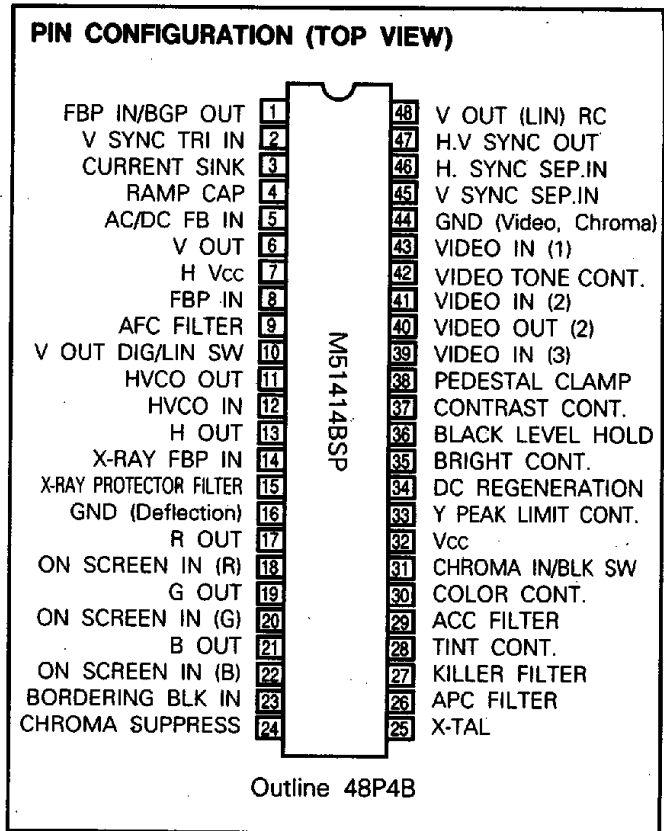 PIN CONFIGURATION (TOP VIEW)
FBP IN/BGP OUT 1
V SYNC TRI IN 2
CURRENT SINK 3
RAMP CAP 4
AC/DC FB IN 5
V OUT 6
H Vcc 7
FBP IN 8
AFC FILTER 9
V OUT DIG/LIN SW 10
HVCO OUT 11
HVCO IN 12
H OUT 13
X-RAY FBP IN 14
X-RAY PROTECTOR FILTER 15
GND (Deflection) 16
R OUT 17
ON SCREEN IN (R) 18
G OUT 19
ON SCREEN IN (G) 20
B OUT 21
ON SCREEN IN (B) 22
BORDERING BLK IN 23
CHROMA SUPPRESS 24
M51414BSP
48 V OUT (LIN) RC
47 H.V SYNC OUT
46 H. SYNC SEP.IN
45 V SYNC SEP.IN
44 GND (Video, Chroma)
43 VIDEO IN (1)
42 VIDEO TONE CONT.
41 VIDEO IN (2)
40 VIDEO OUT (2)
39 VIDEO IN (3)
38 PEDESTAL CLAMP
37 CONTRAST CONT.
36 BLACK LEVEL HOLD
35 BRIGHT CONT.
34 DC REGENERATION
33 Y PEAK LIMIT CONT.
32 Vcc
31 CHROMA IN/BLK SW
30 COLOR CONT.
29 ACC FILTER
28 TINT CONT.
27 KILLER FILTER
26 APC FILTER
25 X-TAL
Outline 48P4B